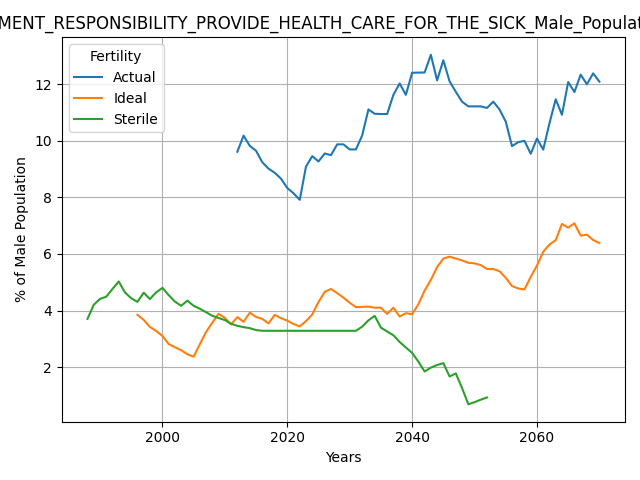 MENT_RESPONSIBILITY_PROVIDE_HEALTH_CARE_FOR_THE_SICK_Male_Populat
Fertility
Actual
Ideal
Sterile
% of Male Population
12
10
8
6
4
2
2000 2020 2040 2060
Years